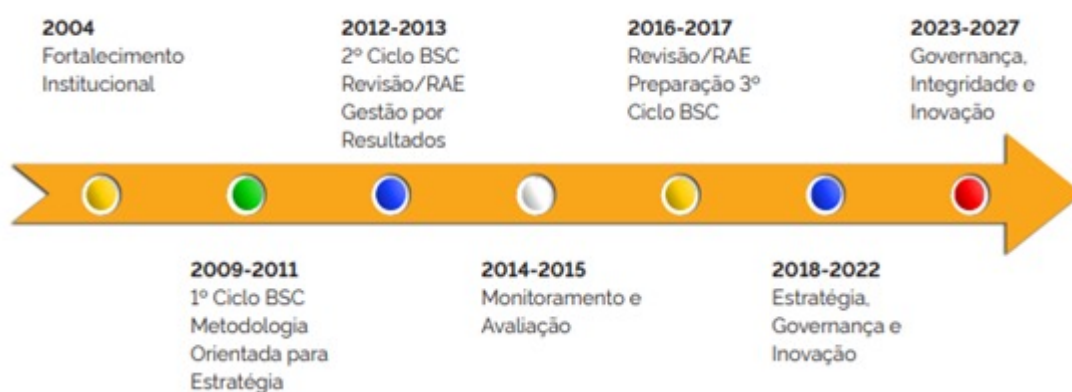 2004
Fortalecimento
Institucional
2012-2013
2º Ciclo BSC
Revisão/RAE
Gestão por
Resultados
2016-2017
Revisão/RAE
Preparação 3º
Ciclo BSC
2023-2027
Governança,
Integridade e
Inovação
2009-2011
1º Ciclo BSC
Metodologia
Orientada para
Estratégia
2014-2015
Monitoramento e
Avaliação
2018-2022
Estratégia,
Governança e
Inovação